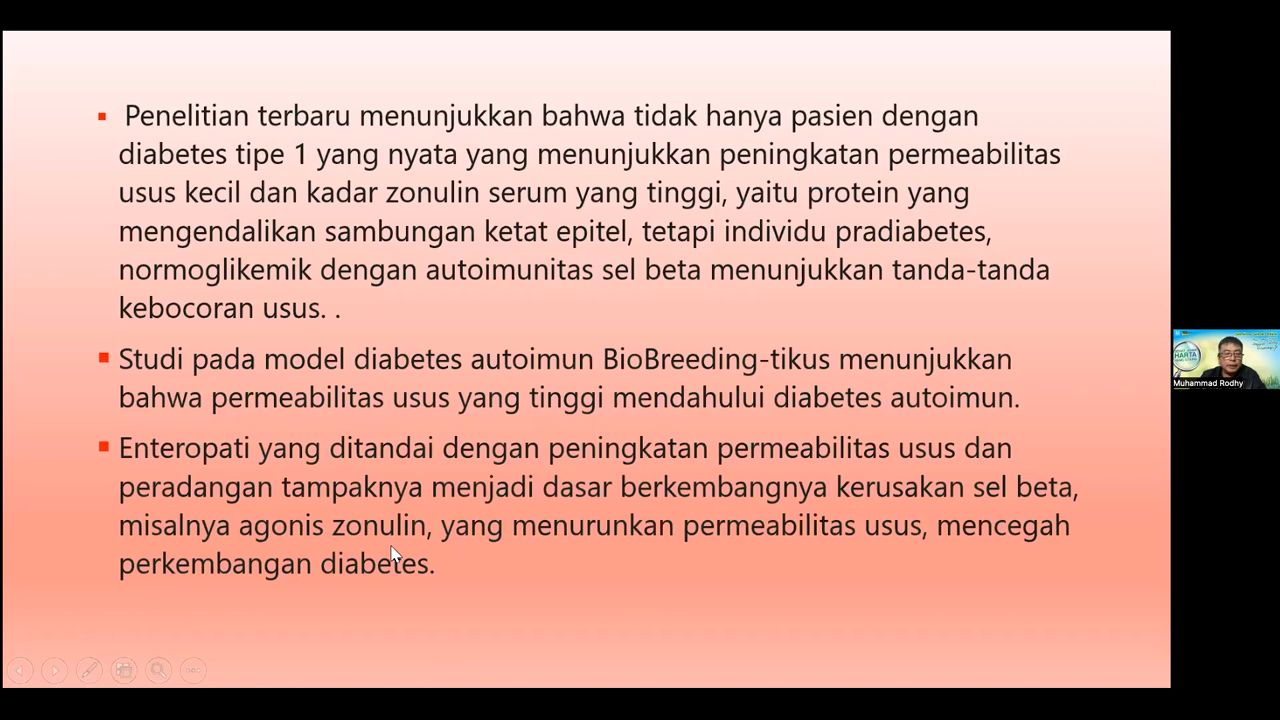 Penelitian terbaru menunjukkan bahwa tidak hanya pasien dengan
diabetes tipe 1 yang nyata yang menunjukkan peningkatan permeabilitas
usus kecil dan kadar zonulin serum yang tinggi, yaitu protein yang
mengendalikan sambungan ketat epitel, tetapi individu pradiabetes,
normoglikemik dengan autoimunitas sel beta menunjukkan tanda-tanda
kebocoran usus. .
Studi pada model diabetes autoimun BioBreeding-tikus menunjukkan
bahwa permeabilitas usus yang tinggi mendahului diabetes autoimun.
Enteropati yang ditandai dengan peningkatan permeabilitas usus dan
peradangan tampaknya menjadi dasar berkembangnya kerusakan sel beta,
misalnya agonis zonulin, yang menurunkan permeabilitas usus, mencegah
perkembangan diabetes.
HARTA
Muhammad Rodhy